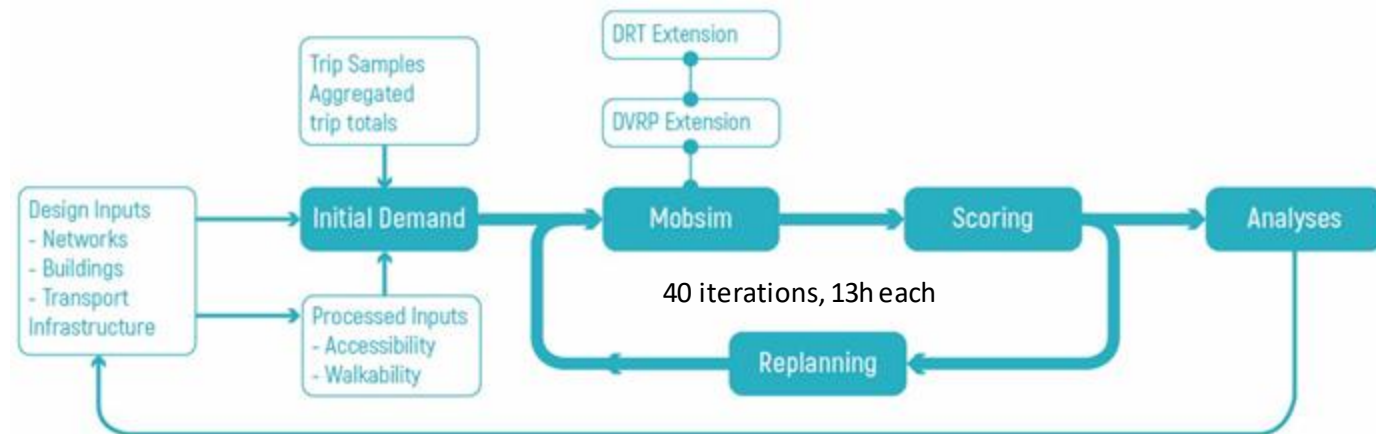 DRT Extension
Trip Samples
Aggregated
trip totals
DVRP Extension
Design Inputs
- Networks
- Buildings
- Transport
Infrastructure
Initial Demand
Mobsim
Scoring
Analyses
40 iterations, 13h each
Processed Inputs
- Accessibility
- Walkability
Replanning